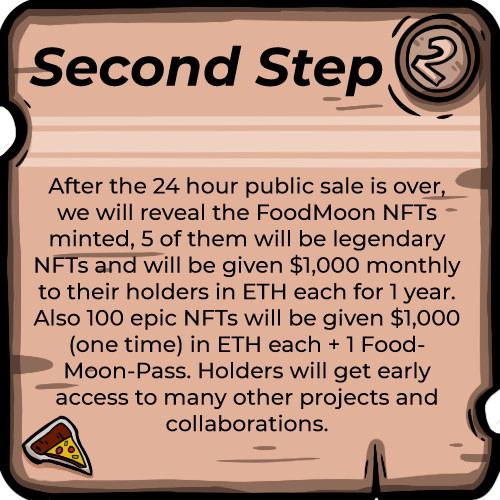 Second Step
2
After the 24 hour public sale is over,
we will reveal the FoodMoon NFTs
minted, 5 of them will be legendary
NFTs and will be given $1,000 monthly
to their holders in ETH each for 1 year.
Also 100 epic NFTs will be given $1,000
(one time) in ETH each + 1 Food-
Moon-Pass. Holders will get early
access to many other projects and
collaborations.